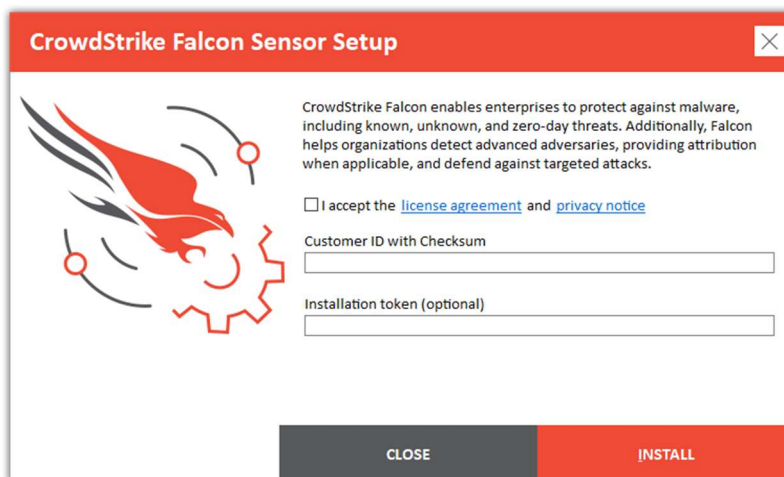 CrowdStrike Falcon Sensor Setup
CrowdStrike Falcon enables enterprises to protect against malware,
including known, unknown, and zero-day threats. Additionally, Falcon
helps organizations detect advanced adversaries, providing attribution
when applicable, and defend against targeted attacks.
I accept the license agreement and privacy notice
Customer ID with Checksum
Installation token (optional)
CLOSE
INSTALL